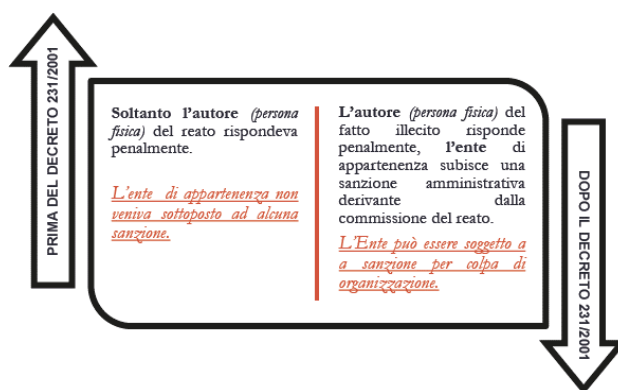 PRIMA DEL DECRETO 231/2001
Soltanto l'autore (persona
fisica) del reato rispondeva
penalmente.
L'ente di appartenenza non
veniva sottoposto ad alcuna
sanzione.
L'autore (persona fisica) del
fatto illecito risponde
penalmente, l'ente di
appartenenza subisce una
sanzione amministrativa
derivante dalla
commissione del reato.
L'Ente può essere soggetto a
a sanzione per colpa di
organizzazione.
DOPO IL DECRETO 231/2001